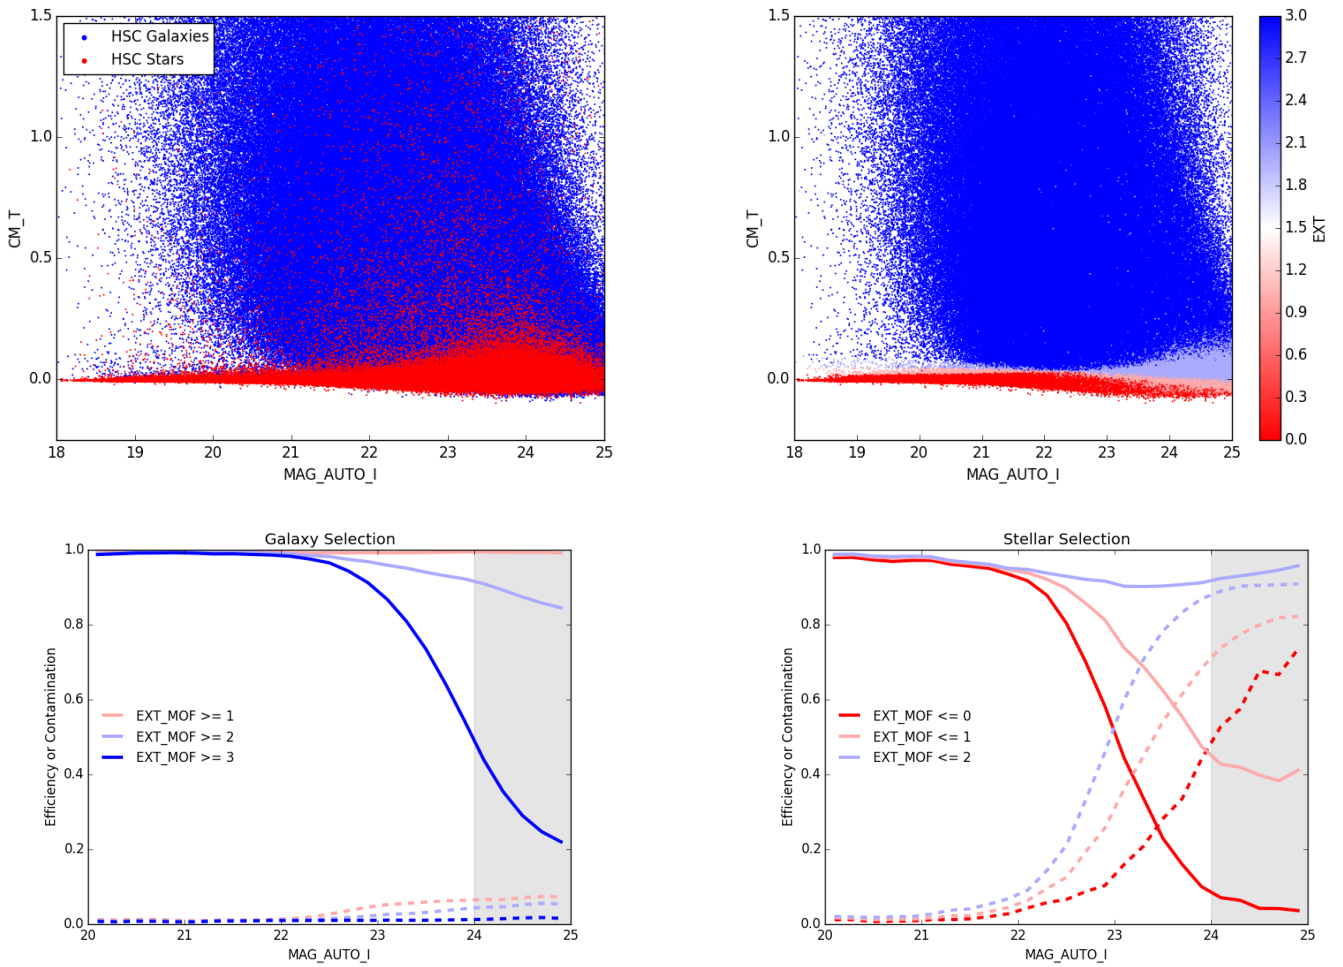 HSC Galaxies
HSC Stars
1.5
1.0
0.5
0.0
CM_T
18 19 20 21 22 23 24 25
MAG_AUTO_I
1.5
1.0
0.5
0.0
CM_T
18 19 20 21 22 23 24 25
MAG_AUTO_I
3.0
2.7
2.4
2.1
1.8
1.5
1.2
0.9
0.6
0.3
0.0
EXT
Galaxy Selection
1.0
0.8
0.6
0.4
0.2
0.0
Efficiency or Contamination
EXT_MOF >= 1
EXT_MOF >= 2
EXT_MOF >= 3
20 21 22 23 24 25
MAG_AUTO_I
Stellar Selection
1.0
0.8
0.6
0.4
0.2
0.0
Efficiency or Contamination
EXT_MOF <= 0
EXT_MOF <= 1
EXT_MOF <= 2
20 21 22 23 24 25
MAG_AUTO_I